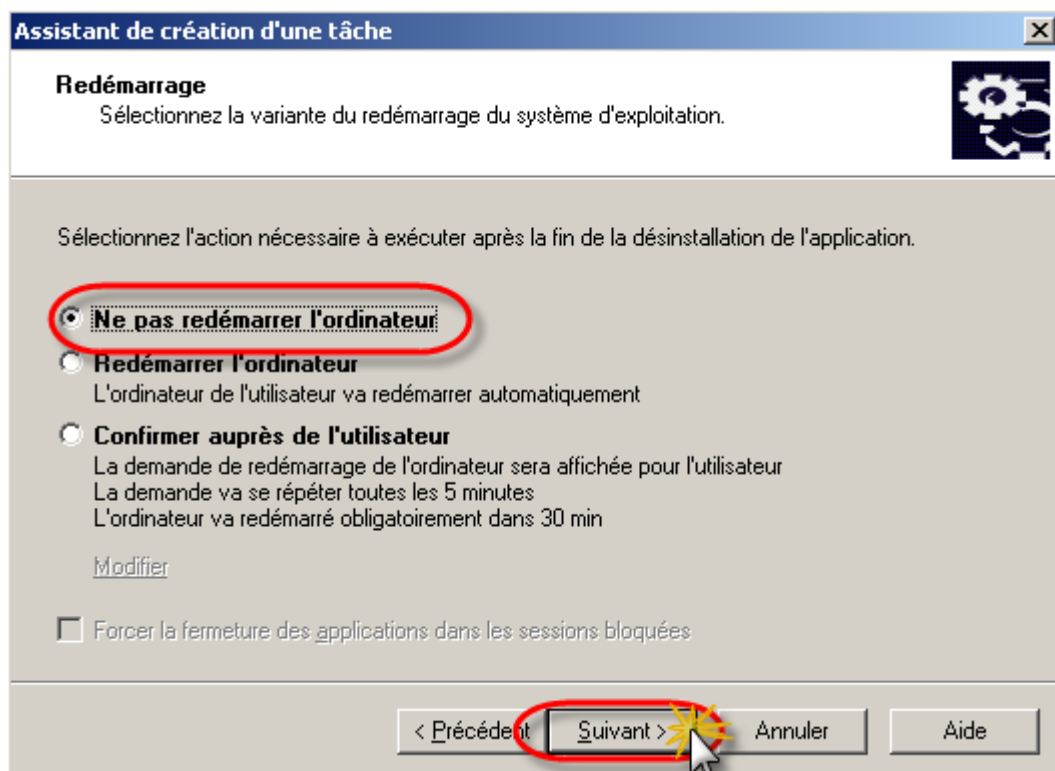 Assistant de création d'une tâche
Redémarrage
Sélectionnez la variante du redémarrage du système d'exploitation.
Sélectionnez l'action nécessaire à exécuter après la fin de la désinstallation de l'application.
Ne pas redémarrer l'ordinateur
Redémarrer l'ordinateur
L'ordinateur de l'utilisateur va redémarrer automatiquement
Confirmer auprès de l'utilisateur
La demande de redémarrage de l'ordinateur sera affichée pour l'utilisateur
La demande va se répéter toutes les 5 minutes
L'ordinateur va redémarré obligatoirement dans 30 min
Modifier
Forcer la fermeture des applications dans les sessions bloquées
< Précédent Suivant > Annuler Aide